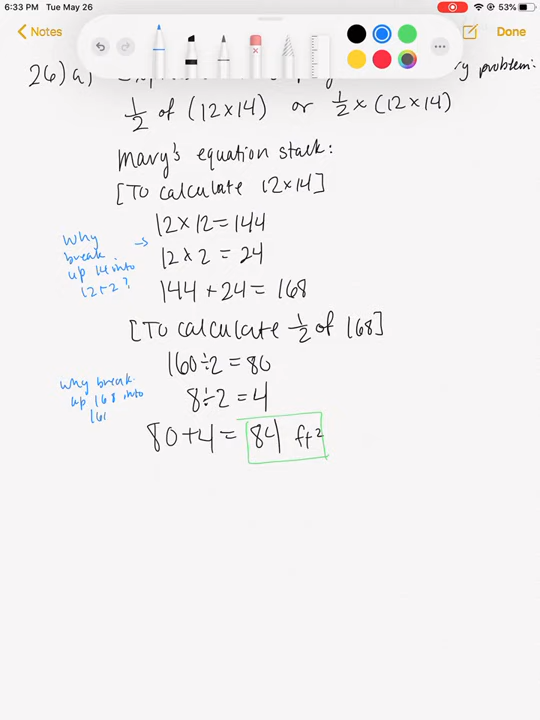 6:33 PM Tue May 26
53%
Notes
Done
26) a)
problem:
1/2 of (12×14) or 1/2 × (12×14)
Mary's equation stack:
[To calculate 12×14]
12×12=144
12×2=24
144+24=168
Why
break
up 14 into
12+2?
[To calculate 1/2 of 168]
160÷2=80
8÷2=4
80+4=84 ft²
Why break
up 168 into